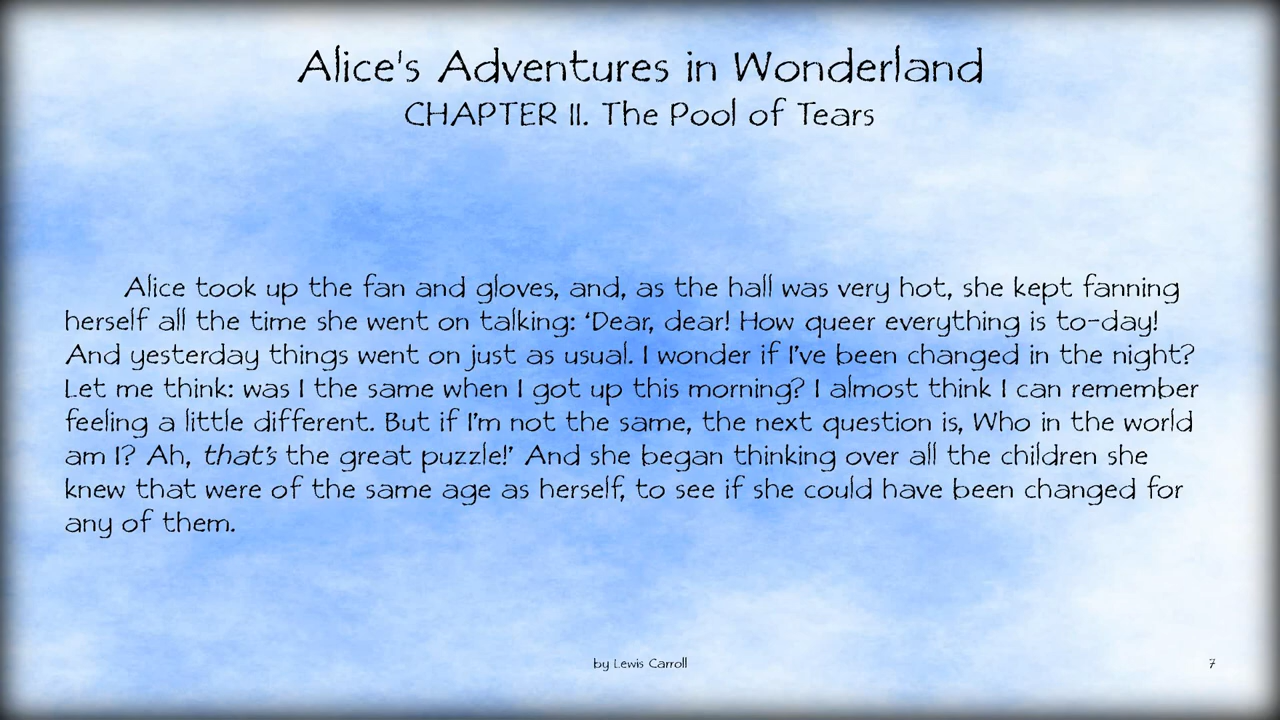 Alice's Adventures in Wonderland
CHAPTER II. The Pool of Tears
Alice took up the fan and gloves, and, as the hall was very hot, she kept fanning
herself all the time she went on talking: ‘Dear, dear! How queer everything is to-day!
And yesterday things went on just as usual. I wonder if I’ve been changed in the night?
Let me think: was I the same when I got up this morning? I almost think I can remember
feeling a little different. But if I’m not the same, the next question is, Who in the world
am I? Ah, that’s the great puzzle!’ And she began thinking over all the children she
knew that were of the same age as herself, to see if she could have been changed for
any of them.
by Lewis Carroll
7